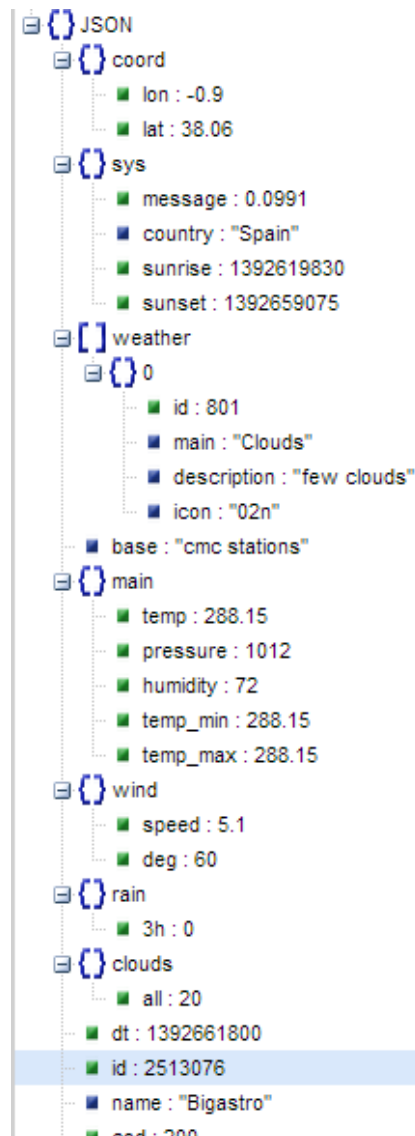 JSON
coord
lon : -0.9
lat : 38.06
sys
message : 0.0991
country : "Spain"
sunrise : 1392619830
sunset : 1392659075
weather
0
id : 801
main : "Clouds"
description : "few clouds"
icon : "02n"
base : "cmc stations"
main
temp : 288.15
pressure : 1012
humidity : 72
temp_min : 288.15
temp_max : 288.15
wind
speed : 5.1
deg : 60
rain
3h : 0
clouds
all : 20
dt : 1392661800
id : 2513076
name : "Bigastro"